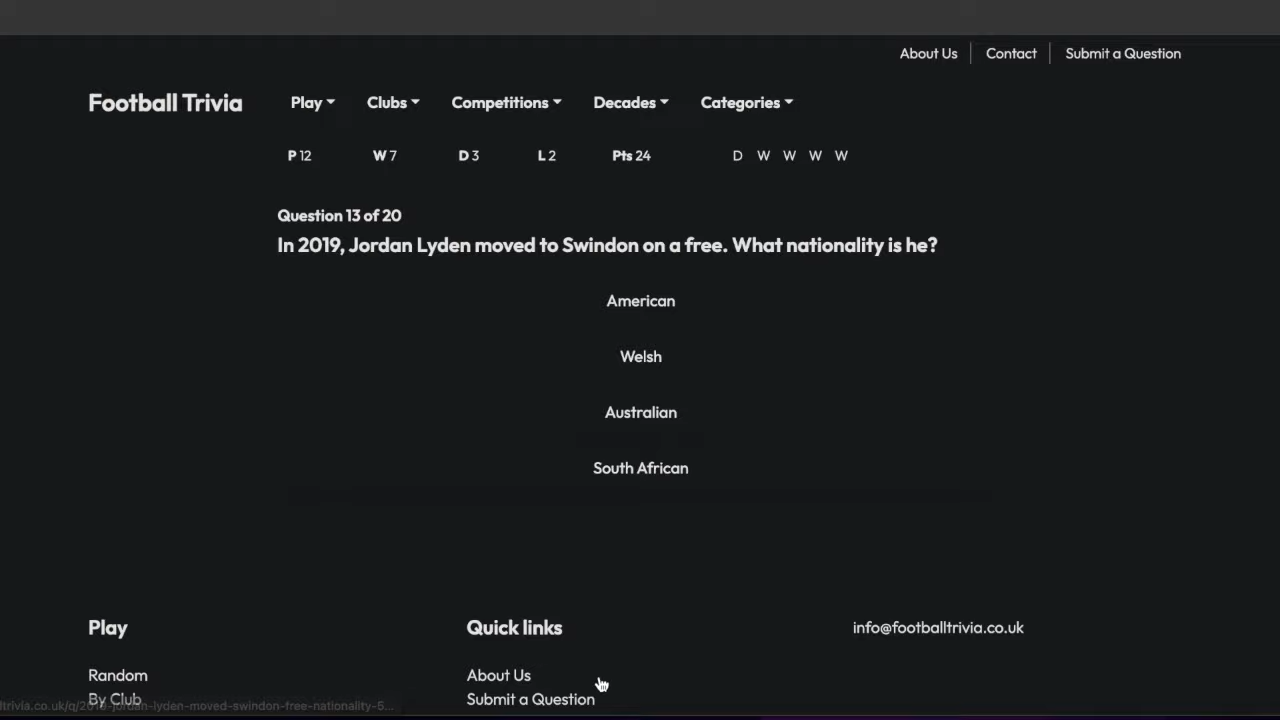 About Us
Contact
Submit a Question
Football Trivia
Play
Clubs
Competitions
Decades
Categories
P 12
W 7
D 3
L 2
Pts 24
D W W W W
Question 13 of 20
In 2019, Jordan Lyden moved to Swindon on a free. What nationality is he?
American
Welsh
Australian
South African
Play
Quick links
info@footballtrivia.co.uk
Random
About Us
By Club
Submit a Question